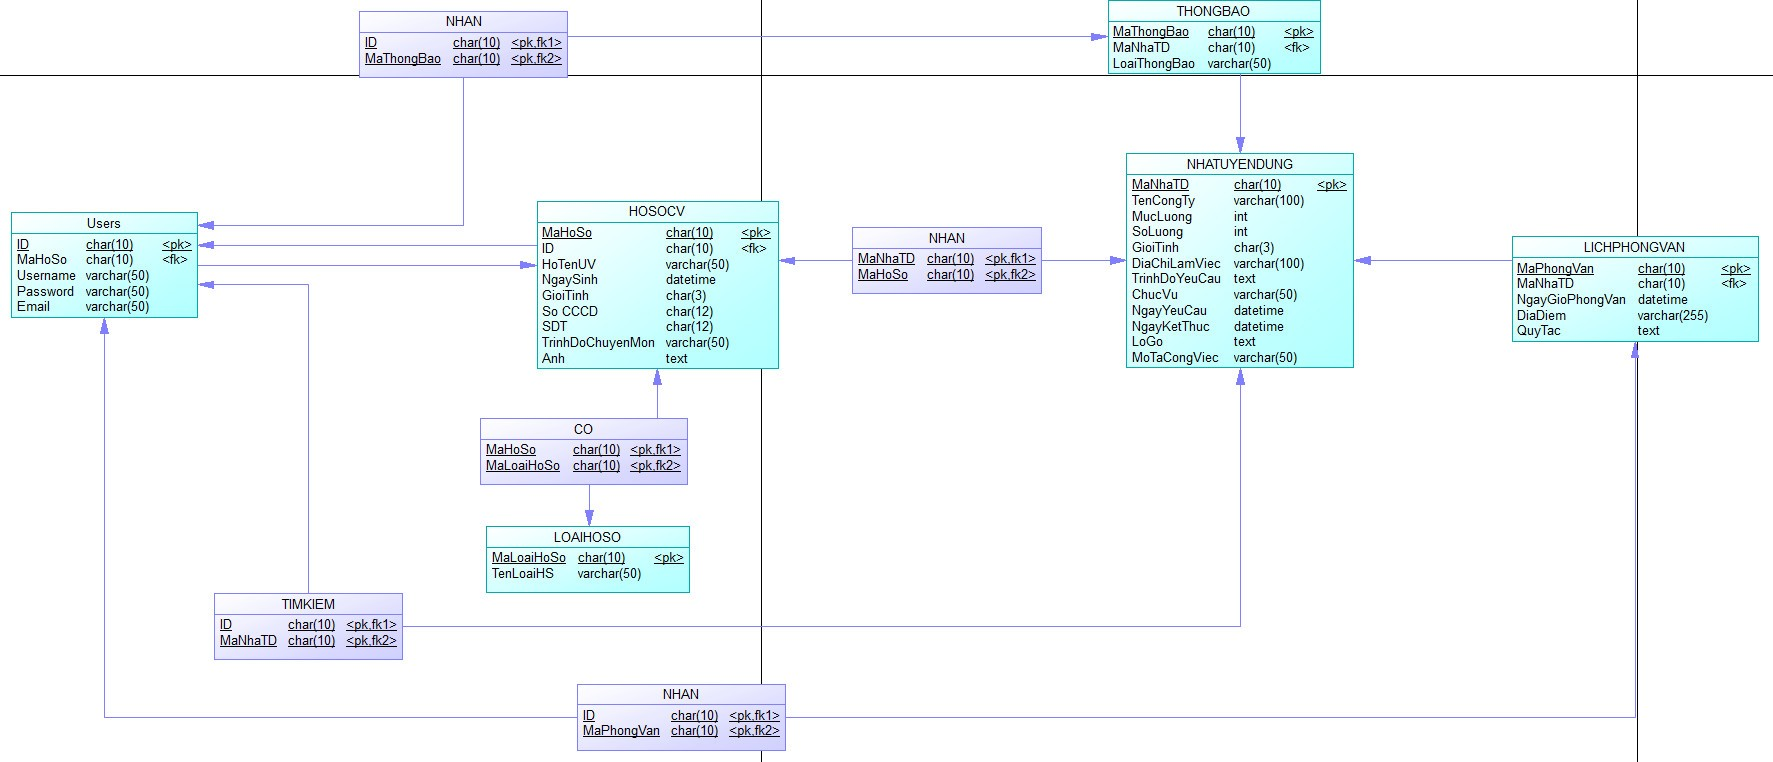 NHAN
ID char(10) <pk,fk1>
MaThongBao char(10) <pk,fk2>
THONGBAO
MaThongBao char(10) <pk>
MaNhaTD char(10) <fk>
LoaiThongBao varchar(50)
Users
ID char(10) <pk>
MaHoSo char(10) <fk>
Username varchar(50)
Password varchar(50)
Email varchar(50)
HOSOCV
MaHoSo char(10) <pk>
ID char(10) <fk>
HoTenUV varchar(50)
NgaySinh datetime
GioiTinh char(3)
So CCCD char(12)
SDT char(12)
TrinhDoChuyenMon varchar(50)
Anh text
NHAN
MaNhaTD char(10) <pk,fk1>
MaHoSo char(10) <pk,fk2>
NHATUYENDUNG
MaNhaTD char(10) <pk>
TenCongTy varchar(100)
MucLuong int
SoLuong int
GioiTinh char(3)
DiaChiLamViec varchar(100)
TrinhDoYeuCau text
ChucVu varchar(50)
NgayYeuCau datetime
NgayKetThuc datetime
LoGo text
MoTaCongViec varchar(50)
LICHPHONGVAN
MaPhongVan char(10) <pk>
MaNhaTD char(10) <fk>
NgayGioPhongVan datetime
DiaDiem varchar(255)
QuyTac text
CO
MaHoSo char(10) <pk,fk1>
MaLoaiHoSo char(10) <pk,fk2>
LOAIHOSO
MaLoaiHoSo char(10) <pk>
TenLoaiHS varchar(50)
TIMKIEM
ID char(10) <pk,fk1>
MaNhaTD char(10) <pk,fk2>
NHAN
ID char(10) <pk,fk1>
MaPhongVan char(10) <pk,fk2>